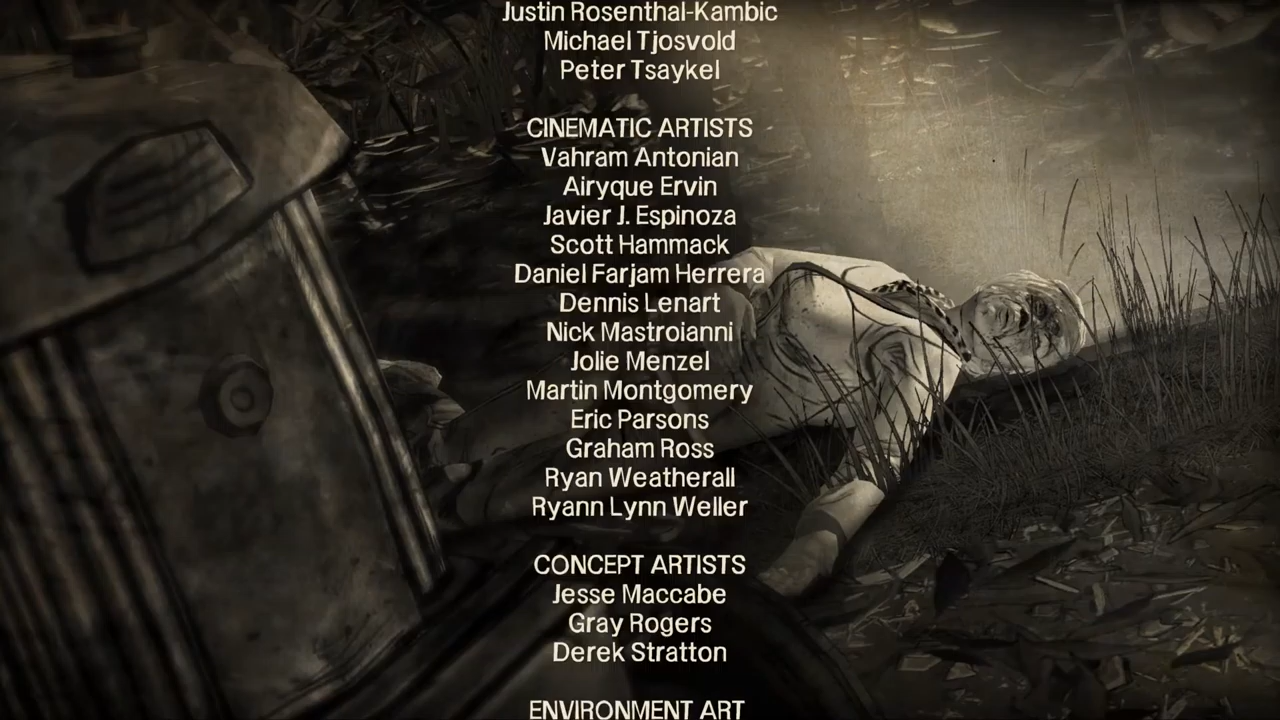 Justin Rosenthal-Kambic
Michael Tjosvold
Peter Tsaykel
CINEMATIC ARTISTS
Vahram Antonian
Airyque Ervin
Javier J. Espinoza
Scott Hammack
Daniel Farjam Herrera
Dennis Lenart
Nick Mastroianni
Jolie Menzel
Martin Montgomery
Eric Parsons
Graham Ross
Ryan Weatherall
Ryann Lynn Weller
CONCEPT ARTISTS
Jesse Maccabe
Gray Rogers
Derek Stratton
ENVIRONMENT ART